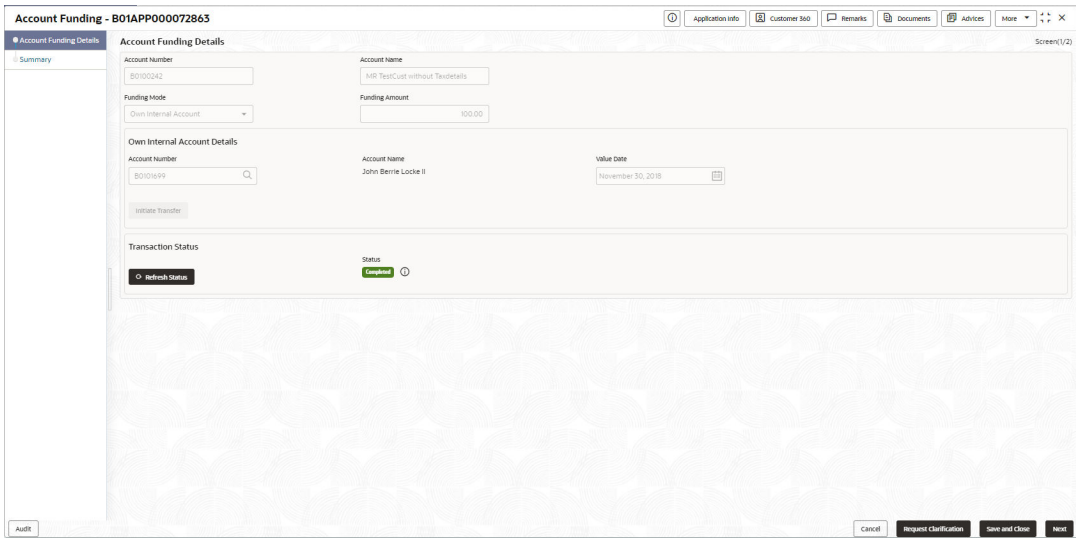 Account Funding - B01APP000072863
Application Info
Customer 360
Remarks
Documents
Advices
More
Account Funding Details
Summary
Account Funding Details
Screen(1/2)
Account Number
Account Name
B0100242
MR TestCust without Taxdetails
Funding Mode
Funding Amount
Own Internal Account
100.00
Own Internal Account Details
Account Number
Account Name
Value Date
B0101699
John Berrie Locke II
November 30, 2018
Initiate Transfer
Transaction Status
Status
Refresh Status
Completed
Audit
Cancel
Request Clarification
Save and Close
Next